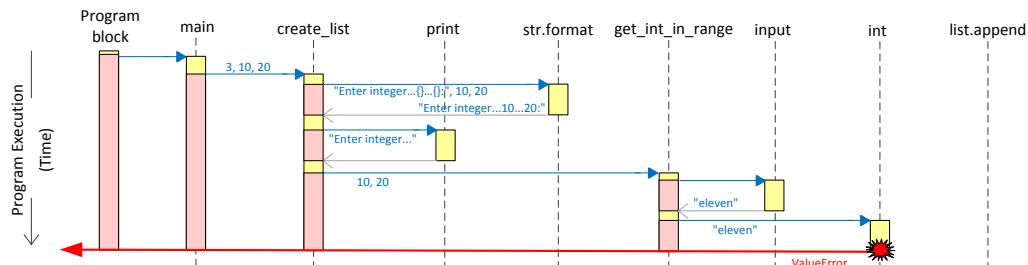 Program
block
main
create_list
print
str.format
get_int_in_range
input
int
list.append
3, 10, 20
"Enter integer...{}...{}:", 10, 20
"Enter integer...10...20:"
"Enter integer..."
10, 20
"eleven"
"eleven"
ValueError
Program Execution
(Time)